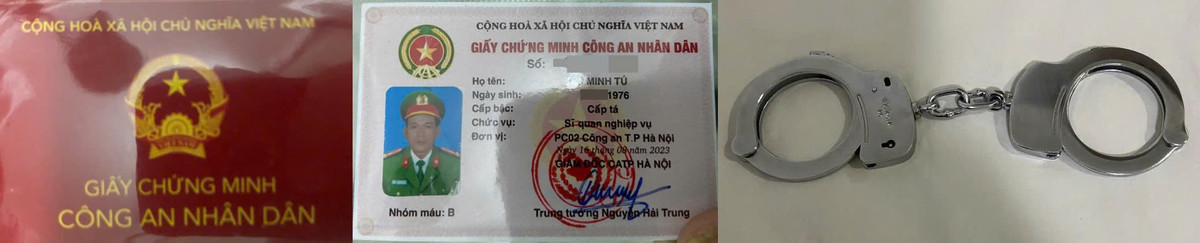 CỘNG HOÀ XÃ HỘI CHỦ NGHĨA VIỆT NAM
VIỆT NAM
GIẤY CHỨNG MINH
CÔNG AN NHÂN DÂN
CỘNG HOÀ XÃ HỘI CHỦ NGHĨA VIỆT NAM
GIẤY CHỨNG MINH CÔNG AN NHÂN DÂN
Số:
Họ tên: MINH TÚ
Ngày sinh: 1976
Cấp bậc: Cấp tá
Chức vụ: Sĩ quan nghiệp vụ
Đơn vị: PC02 Công an T.P Hà Nội
Ngày 16 tháng 08 năm 2023
GIÁM ĐỐC CATP HÀ NỘI
Nhóm máu: B
Trung tướng Nguyễn Hải Trung